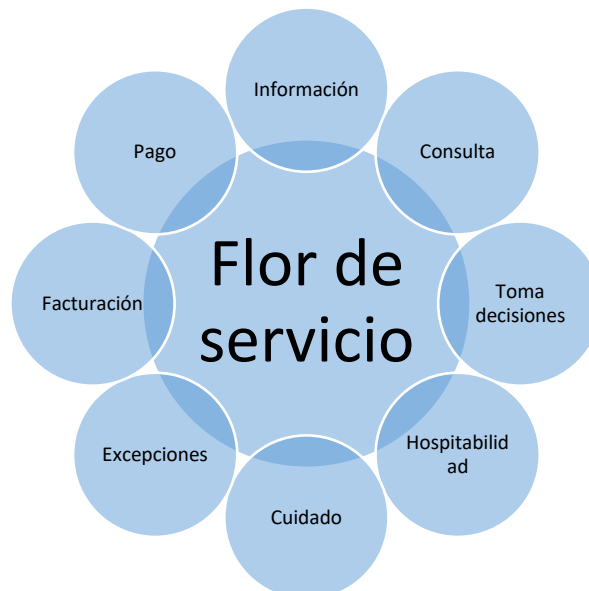 Información
Consulta
Toma
decisiones
Hospitabilid
ad
Cuidado
Excepciones
Facturación
Pago
Flor de
servicio